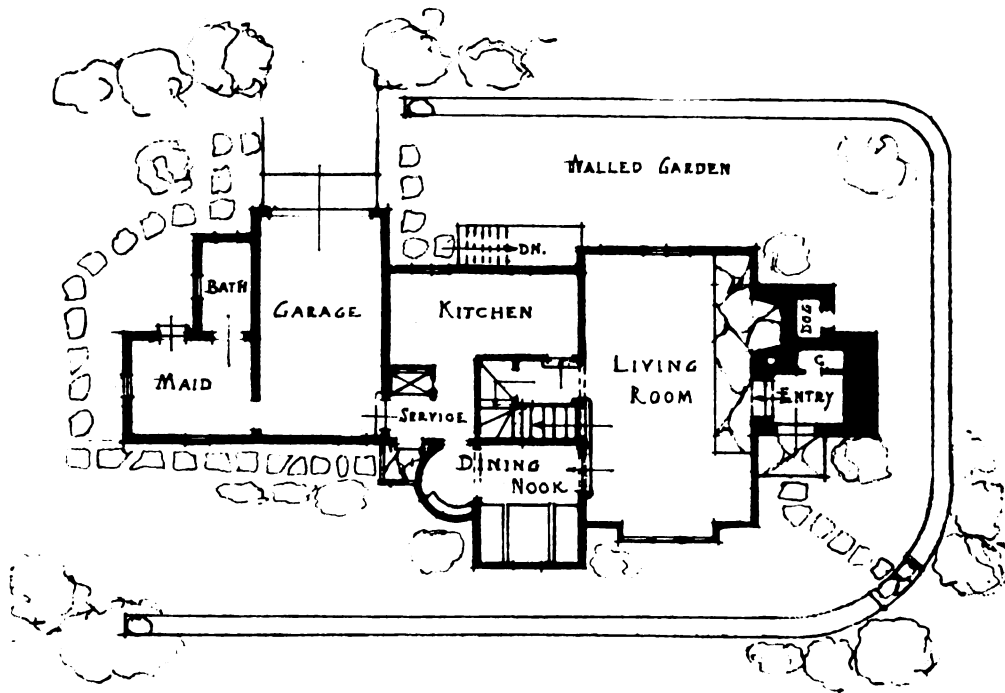 WALLED GARDEN
DN.
BATH
GARAGE
KITCHEN
DOG
LIVING
ROOM
C
MAID
ENTRY
SERVICE
DINING
NOOK